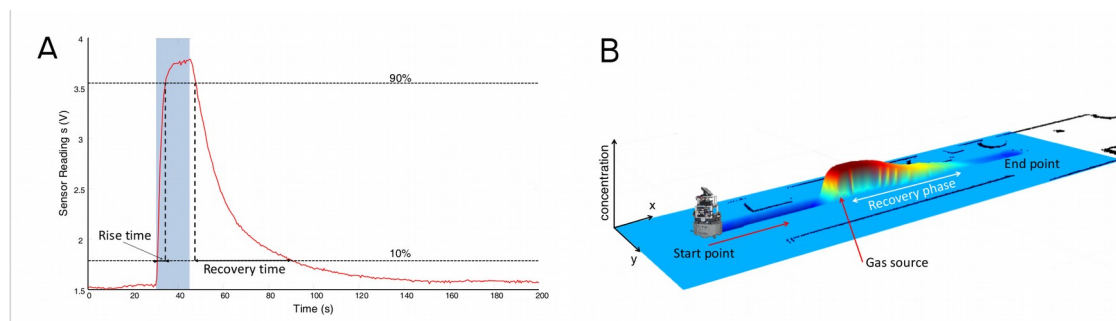 A
Sensor Reading s (V)
4
3.5
3
2.5
2
1.5
90%
10%
Rise time
Recovery time
0 20 40 60 80 100 120 140 160 180 200
Time (s)
B
concentration
x
y
Start point
Gas source
Recovery phase
End point